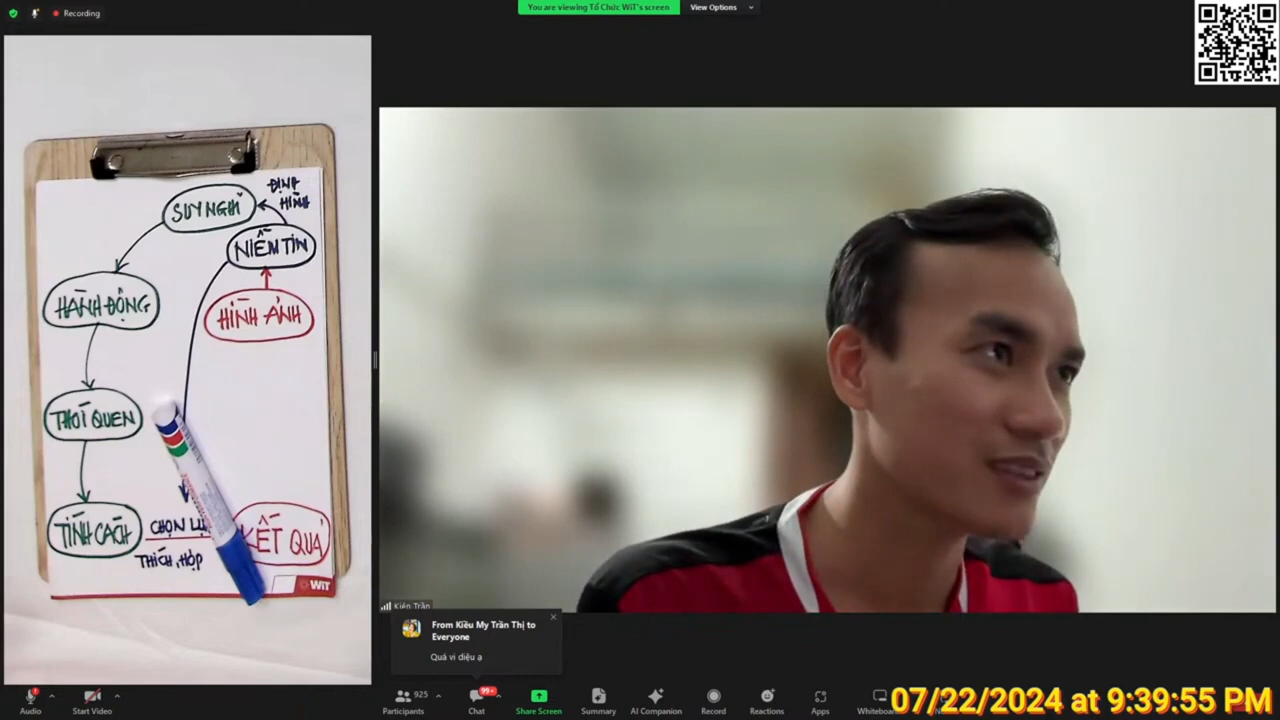 Recording
You are viewing Tổ Chức WiT's screen
View Options
ĐỊNH
HÌNH
SUY NGHĨ
NIỀM TIN
HÀNH ĐỘNG
HÌNH ẢNH
THÓI QUEN
TÍNH CÁCH
CHỌN LỰ
THÍCH HỢP
KẾT QUẢ
WiT
Kiên Trần
From Kiều My Trần Thị to
Everyone
Quá vi diệu ạ
Audio
Start Video
925
Participants
99+
Chat
Share Screen
Summary
AI Companion
Record
Reactions
Apps
Whiteboa
07/22/2024 at 9:39:55 PM